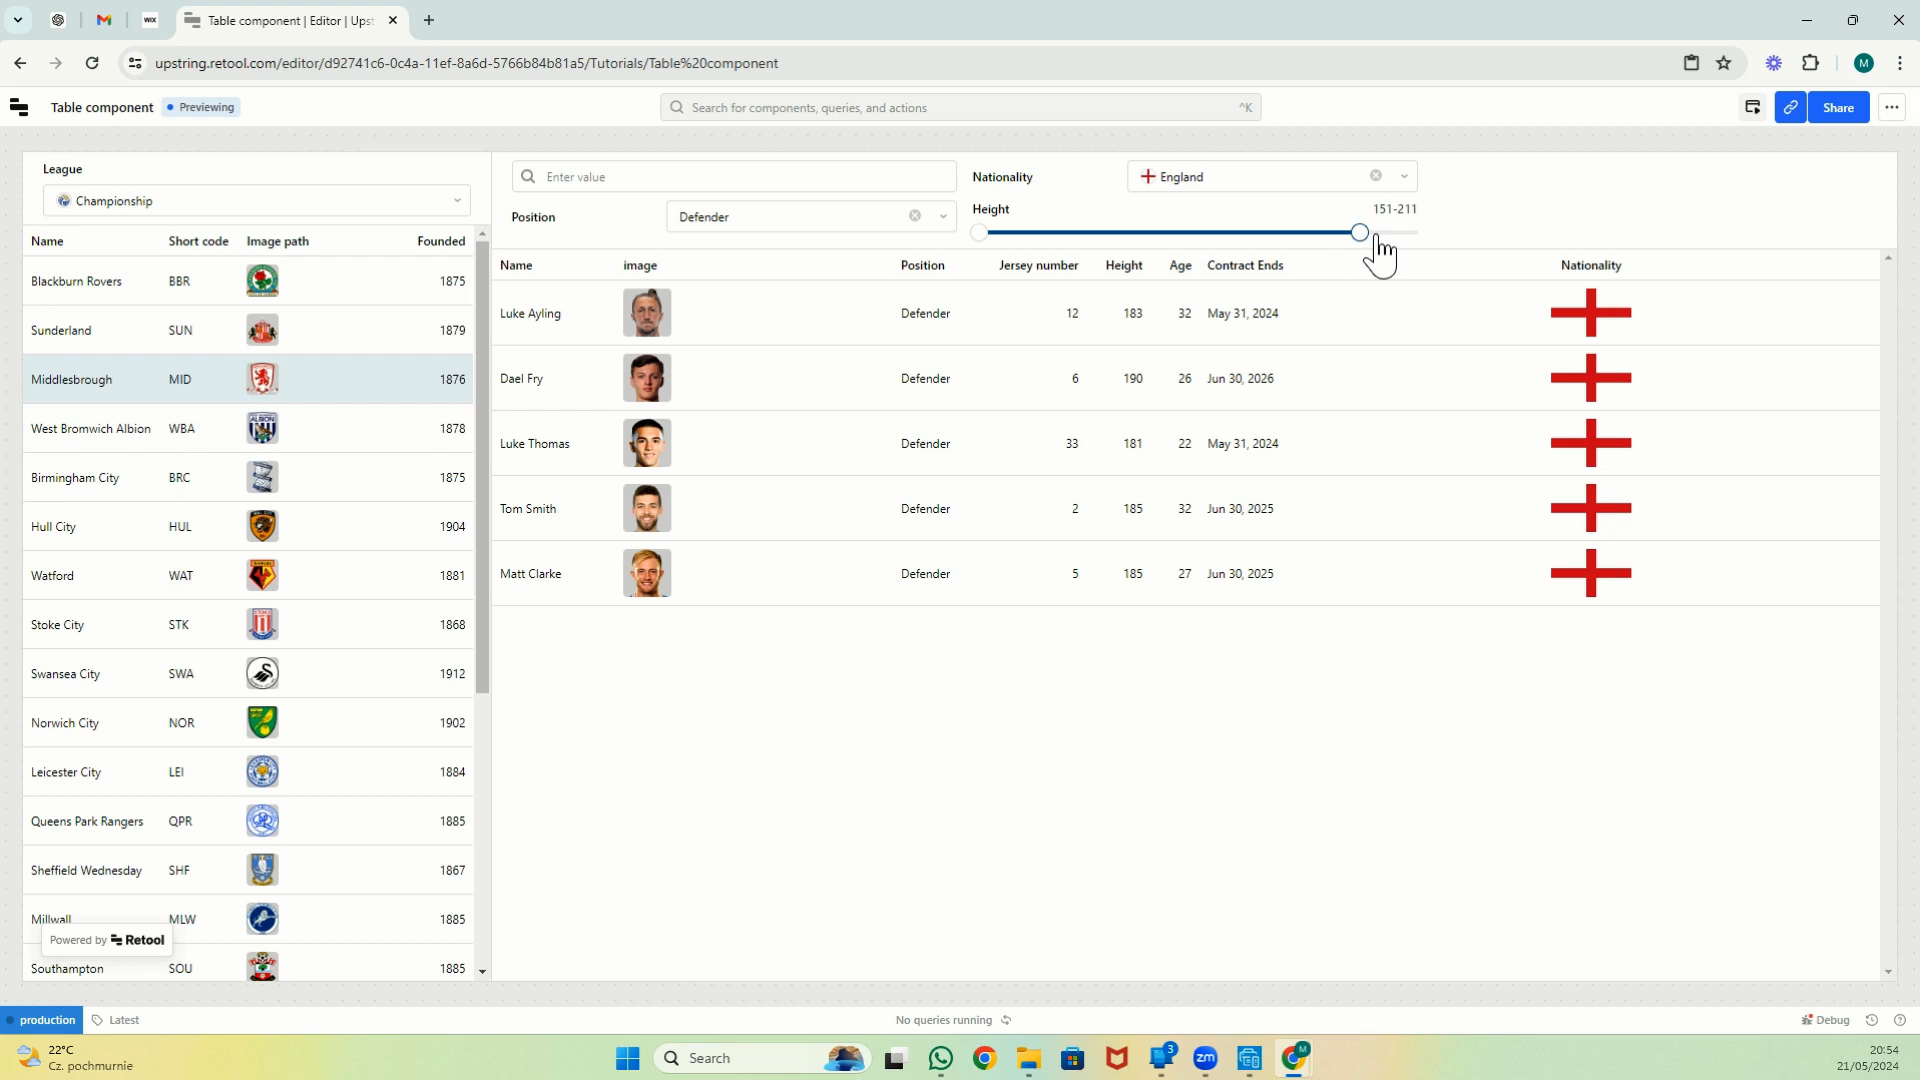 Table component | Editor | Upst
upstring.retool.com/editor/d92741c6-0c4a-11ef-8a6d-5766b84b81a5/Tutorials/Table%20component
M
Table component
Previewing
Search for components, queries, and actions
^K
Share
League
Championship
Name Short code Image path Founded
Blackburn Rovers BBR 1875
Sunderland SUN 1879
Middlesbrough MID 1876
West Bromwich Albion WBA 1878
Birmingham City BRC 1875
Hull City HUL 1904
Watford WAT 1881
Stoke City STK 1868
Swansea City SWA 1912
Norwich City NOR 1902
Leicester City LEI 1884
Queens Park Rangers QPR 1885
Sheffield Wednesday SHF 1867
Millwall MLW 1885
Powered by Retool
Southampton SOU 1885
Enter value
Nationality
England
Position
Defender
Height
151-211
Name image Position Jersey number Height Age Contract Ends Nationality
Luke Ayling Defender 12 183 32 May 31, 2024
Dael Fry Defender 6 190 26 Jun 30, 2026
Luke Thomas Defender 33 181 22 May 31, 2024
Tom Smith Defender 2 185 32 Jun 30, 2025
Matt Clarke Defender 5 185 27 Jun 30, 2025
production
Latest
No queries running
Debug
22°C
Cz. pochmurnie
Search
3
zm
M
20:54
21/05/2024